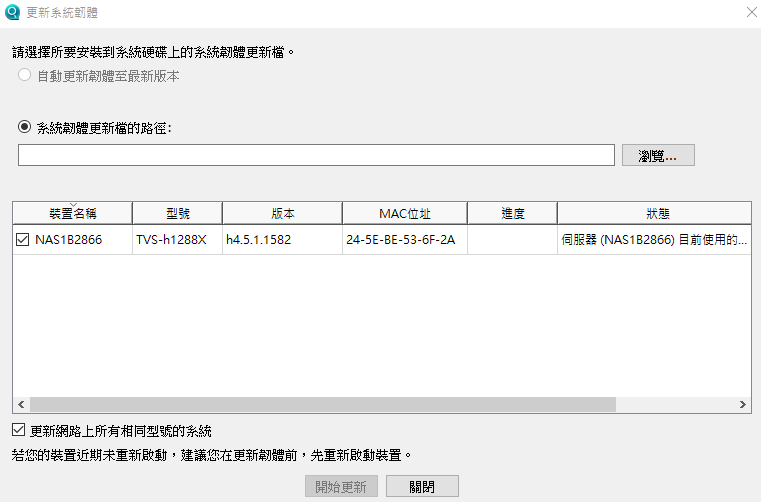 更新系統韌體
請選擇所要安裝到系統硬碟上的系統韌體更新檔。
自動更新韌體至最新版本
系統韌體更新檔的路徑:
瀏覽...
裝置名稱 型號 版本 MAC位址 進度 狀態
NAS1B2866 TVS-h1288X h4.5.1.1582 24-5E-BE-53-6F-2A 伺服器 (NAS1B2866) 目前使用的...
更新網路上所有相同型號的系統
若您的裝置近期未重新啟動，建議您在更新韌體前，先重新啟動裝置。
開始更新 關閉